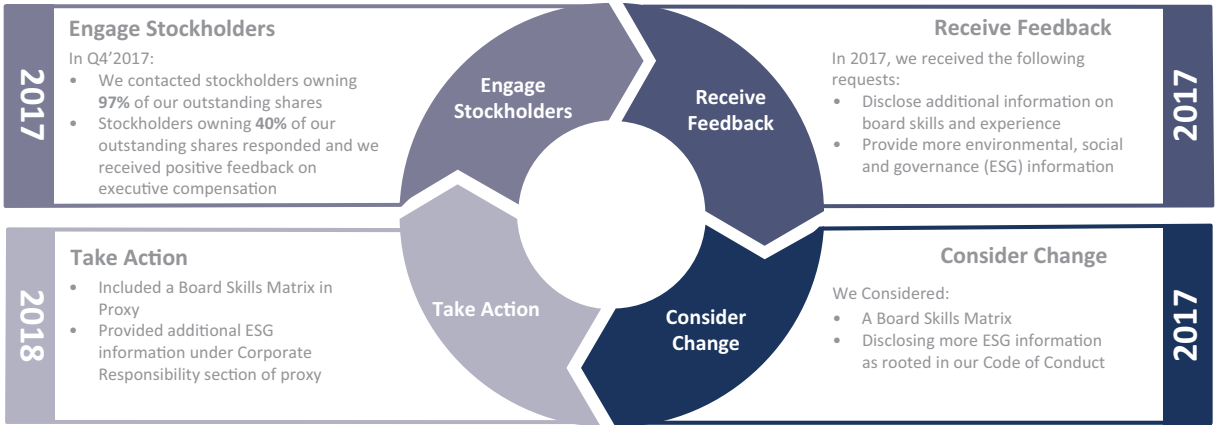 2017
Engage Stockholders
In Q4’2017:
• We contacted stockholders owning
97% of our outstanding shares
• Stockholders owning 40% of our
outstanding shares responded and we
received positive feedback on
executive compensation
Engage
Stockholders
Receive
Feedback
Receive Feedback
In 2017, we received the following
requests:
• Disclose additional information on
board skills and experience
• Provide more environmental, social
and governance (ESG) information
2017
2018
Take Action
• Included a Board Skills Matrix in
Proxy
• Provided additional ESG
information under Corporate
Responsibility section of proxy
Take Action
Consider
Change
Consider Change
We Considered:
• A Board Skills Matrix
• Disclosing more ESG information
as rooted in our Code of Conduct
2017